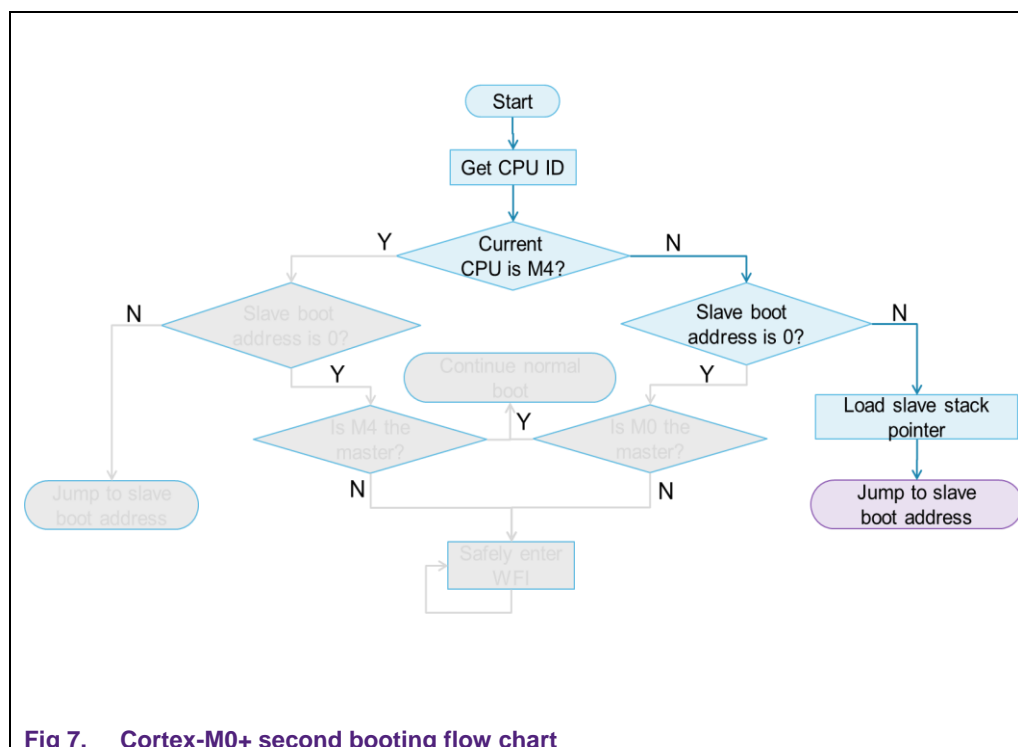 Start
Get CPU ID
Y
Current
CPU is M4?
N
N
Slave boot
address is 0?
Slave boot
address is 0?
N
Y
Continue normal
boot
Y
Load slave stack
pointer
Is M4 the
master?
Y
Is M0 the
master?
N
N
Jump to slave
boot address
Jump to slave
boot address
Safely enter
WFI
Fig 7. Cortex-M0+ second booting flow chart